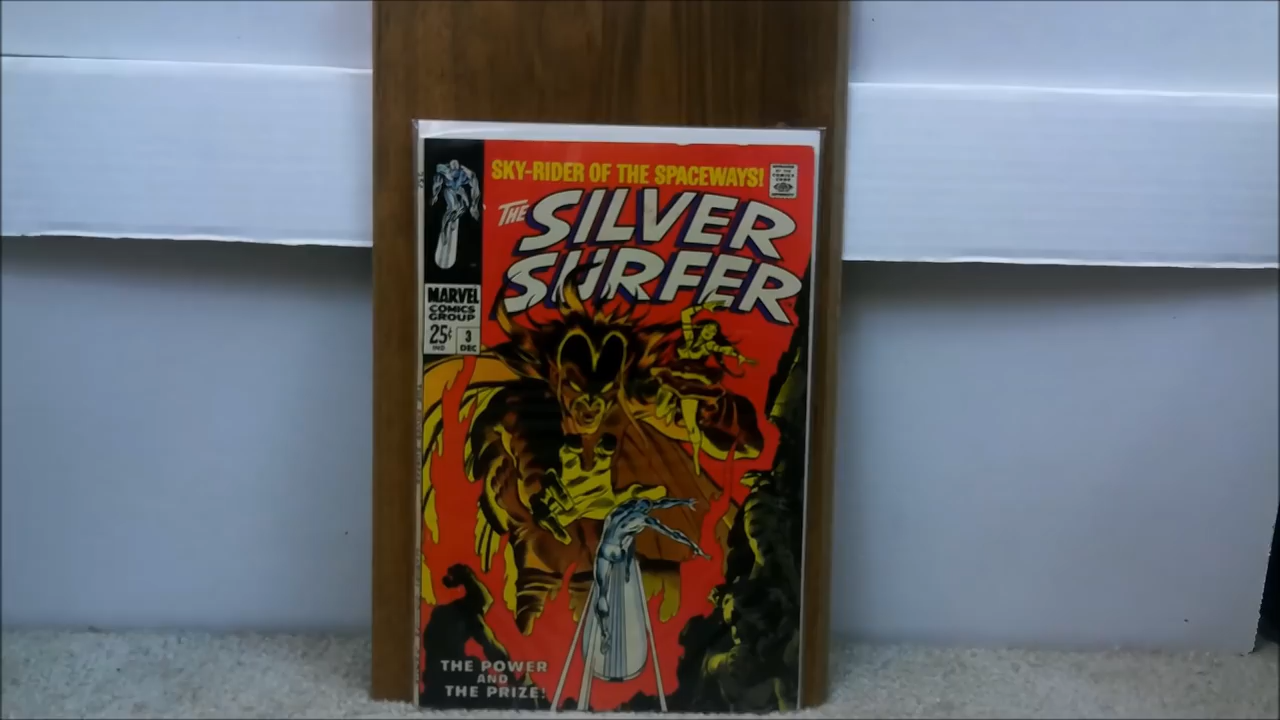 SKY-RIDER OF THE SPACEWAYS!
THE SILVER
SURFER
MARVEL
COMICS
GROUP
25¢
IND
3
DEC
THE POWER
AND
THE PRIZE!